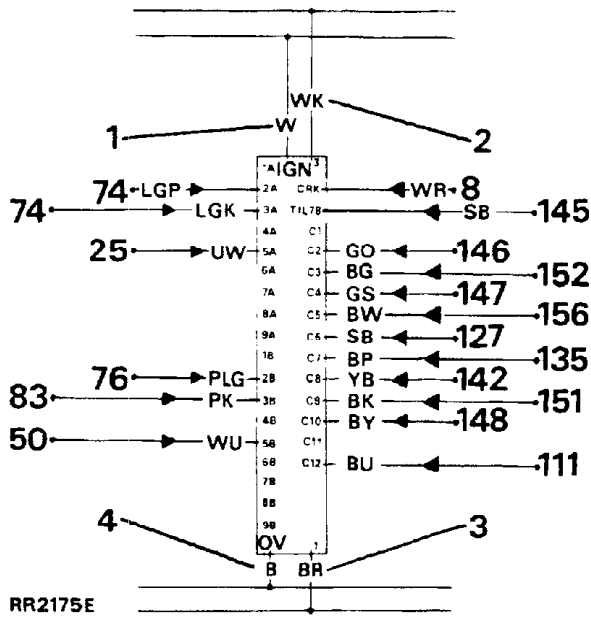 WK
1 W 2
1A IGN 3
74 LGP 2A CRK WR 8
74 LGK 3A TIL7B SB 145
4A C1
25 UW 5A C2 GO 146
6A C3 BG 152
7A C4 GS 147
8A C5 BW 156
9A C6 SB 127
1B C7 BP 135
76 PLG 2B C8 YB 142
83 PK 3B C9 BK 151
4B C10 BY 148
50 WU 5B C11
6B C12 BU 111
7B
8B
4 9B 3
OV 1
B BR
RR2175E